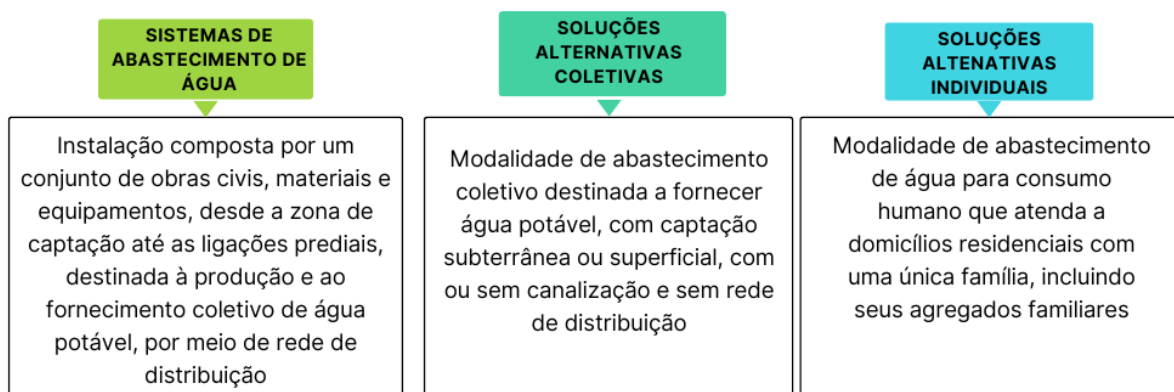 SISTEMAS DE
ABASTECIMENTO DE
ÁGUA
Instalação composta por um
conjunto de obras civis, materiais e
equipamentos, desde a zona de
captação até as ligações prediais,
destinada à produção e ao
fornecimento coletivo de água
potável, por meio de rede de
distribuição
SOLUÇÕES
ALTERNATIVAS
COLETIVAS
Modalidade de abastecimento
coletivo destinada a fornecer
água potável, com captação
subterrânea ou superficial, com
ou sem canalização e sem rede
de distribuição
SOLUÇÕES
ALTENATIVAS
INDIVIDUAIS
Modalidade de abastecimento
de água para consumo
humano que atenda a
domicílios residenciais com
uma única família, incluindo
seus agregados familiares